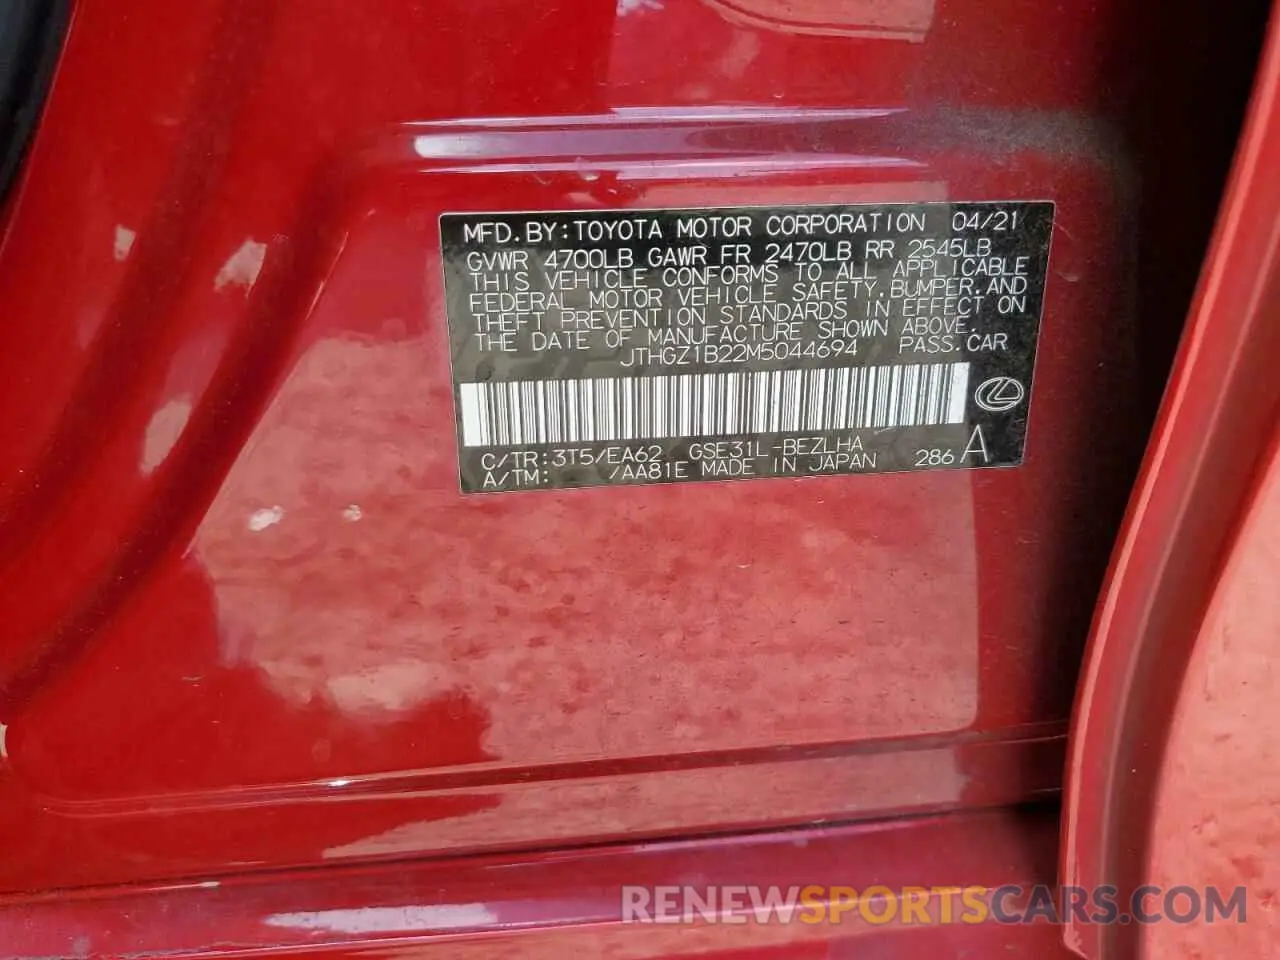 MFD.BY:TOYOTA MOTOR CORPORATION 04/21
GVWR 4700LB GAWR FR 2470LB RR 2545LB
THIS VEHICLE CONFORMS TO ALL APPLICABLE
FEDERAL MOTOR VEHICLE SAFETY,BUMPER,AND
THEFT PREVENTION STANDARDS IN EFFECT ON
THE DATE OF MANUFACTURE SHOWN ABOVE.
JTHGZ1B22M5044694 PASS.CAR
C/TR:3T5/EA62 GSE31L-BEZLHA
A/TM: /AA81E MADE IN JAPAN 286 A
RENEWSPORTSCARS.COM